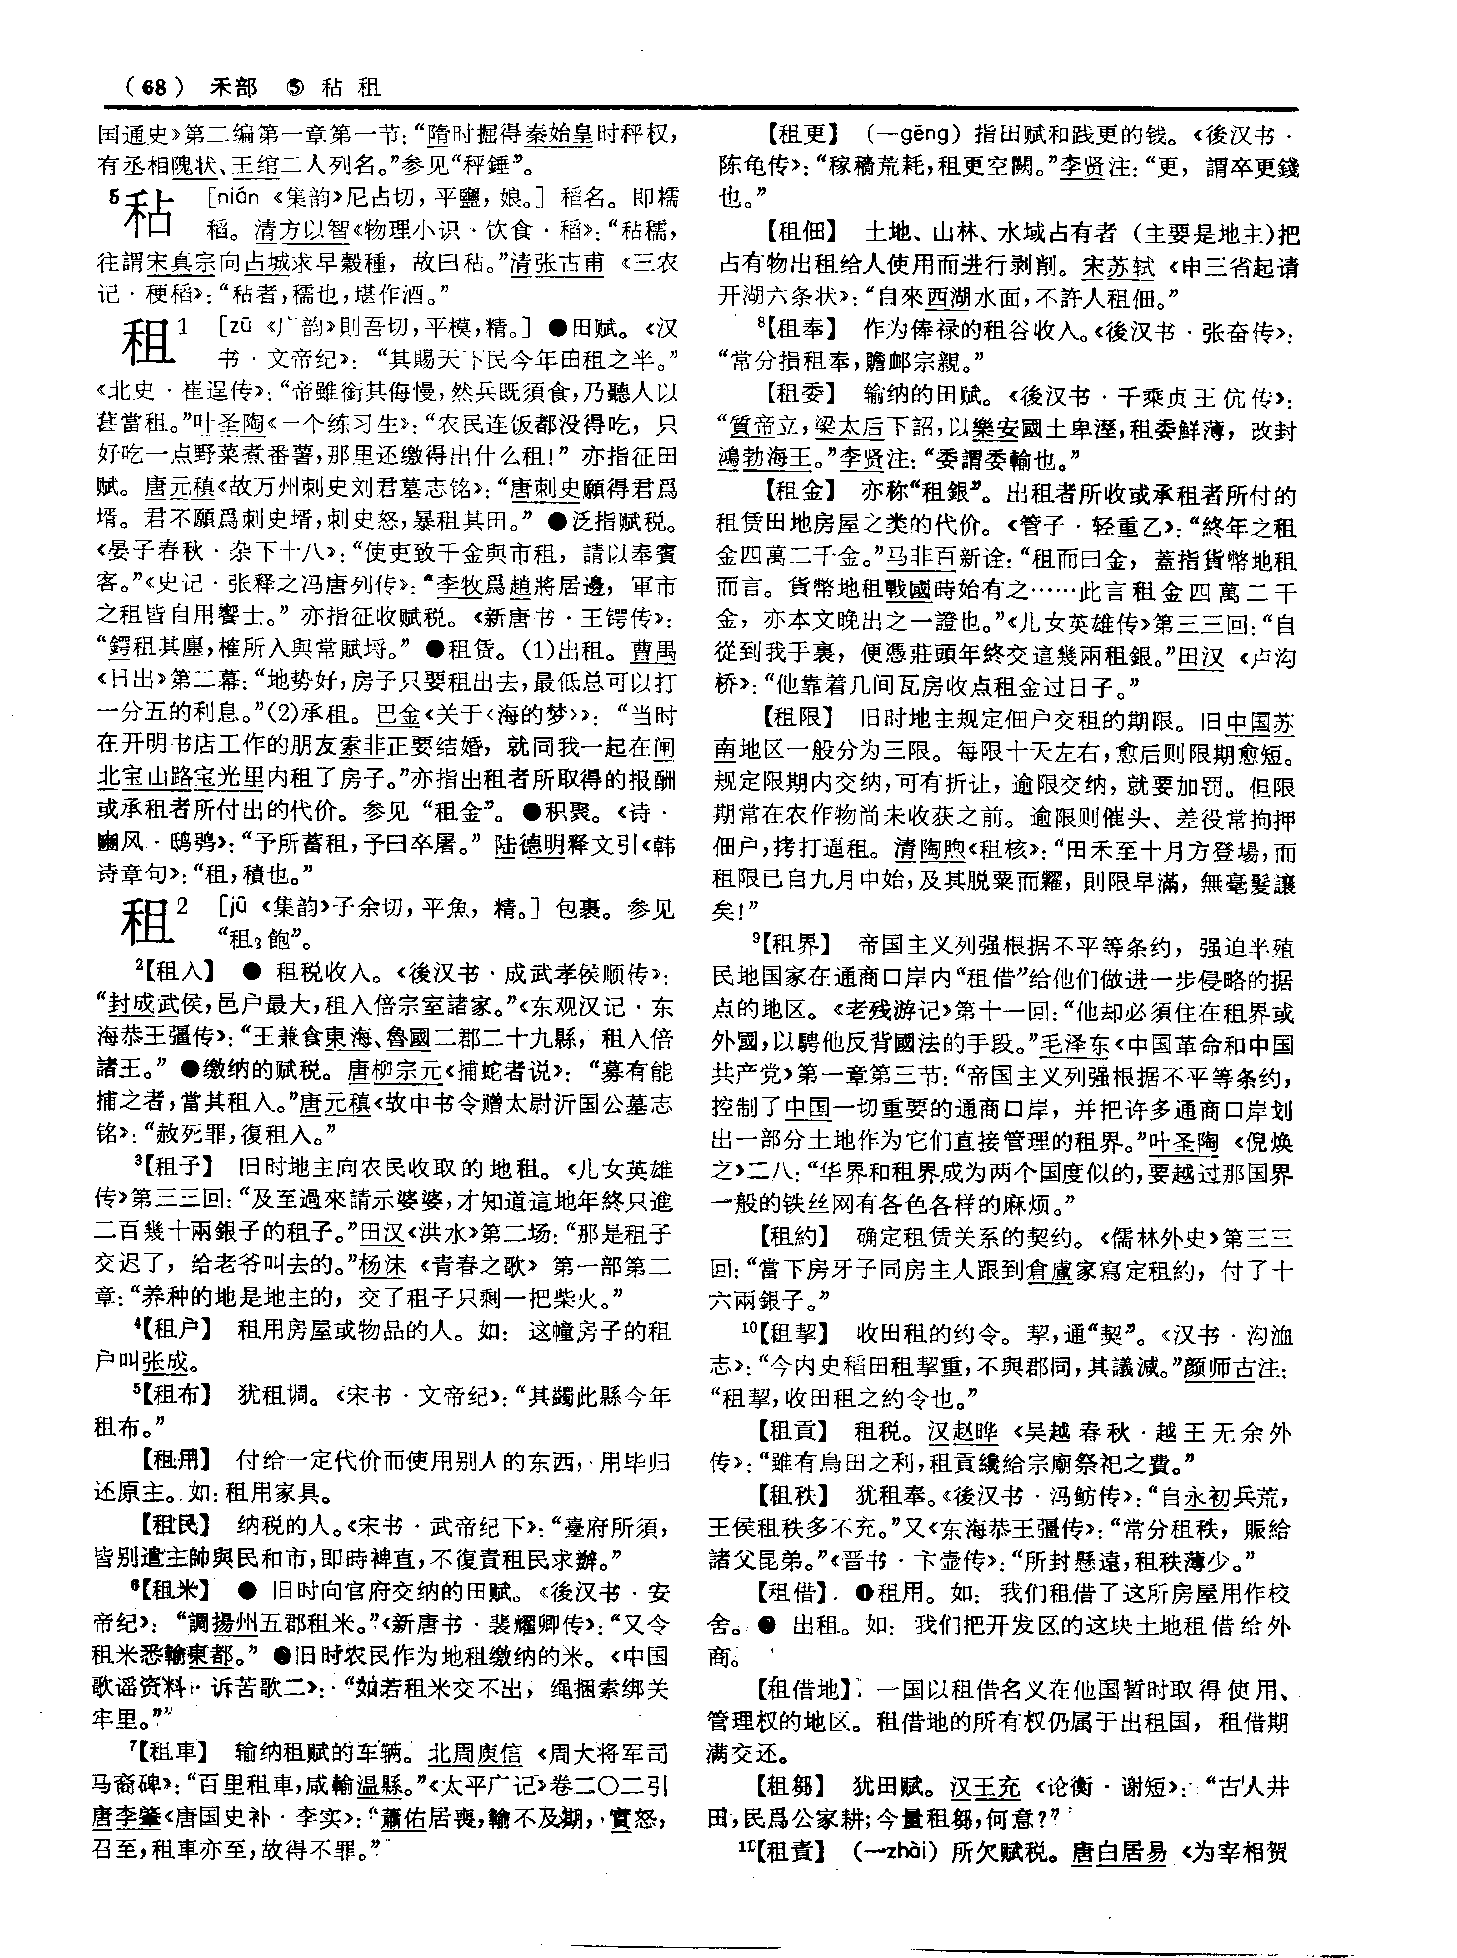 (68) 禾部 ⑤ 秥 租
国通史》第二编第一章第一节：“隋时掘得秦始皇时秤权，
有丞相隗状、王绾二人列名。”参见“秤錘”。
5秥 [nián 《集韵》尼占切，平鹽，娘。] 稻名。即糯
稻。清方以智《物理小识·饮食·稻》：“秥穤，
往謂宋真宗向占城求早穀種，故曰秥。”清张古甫《三农
记·粳稻》：“秥者，穤也，堪作酒。”
租1 [zū 《广韵》則吾切，平模，精。] ●田赋。《汉
书·文帝纪》：“其賜天下民今年田租之半。”
《北史·崔逞传》：“帝雖銜其侮慢，然兵既須食，乃聽人以
葚當租。”叶圣陶《一个练习生》：“农民连饭都没得吃，只
好吃一点野菜煮番薯，那里还缴得出什么租！”亦指征田
赋。唐元稹《故万州刺史刘君墓志铭》：“唐刺史願得君爲
壻。君不願爲刺史壻，刺史怒，暴租其田。”●泛指赋税。
《晏子春秋·杂下十八》：“使吏致千金與市租，請以奉賓
客。”《史记·张释之冯唐列传》：“李牧爲趙將居邊，軍市
之租皆自用饗士。”亦指征收赋税。《新唐书·王锷传》：
“鍔租其廛，榷所入與常賦埒。”●租赁。(1)出租。曹禺
《日出》第二幕：“地势好，房子只要租出去，最低总可以打
一分五的利息。”(2)承租。巴金《关于〈海的梦〉》：“当时
在开明书店工作的朋友索非正要结婚，就同我一起在闸
北宝山路宝光里内租了房子。”亦指出租者所取得的报酬
或承租者所付出的代价。参见“租金”。●积聚。《诗·
豳风·鸱鸮》：“予所蓄租，予曰卒屠。”陆德明释文引《韩
诗章句》：“租，積也。”
租2 [jū 《集韵》子余切，平魚，精。] 包裹。参见
“租₃飽”。
2【租入】 ● 租税收入。《後汉书·成武孝侯顺传》：
“封成武侯，邑户最大，租入倍宗室諸家。”《东观汉记·东
海恭王彊传》：“王兼食東海、魯國二郡二十九縣，租入倍
諸王。”●缴纳的赋税。唐柳宗元《捕蛇者说》：“募有能
捕之者，當其租入。”唐元稹《故中书令赠太尉沂国公墓志
铭》：“赦死罪，復租入。”
3【租子】 旧时地主向农民收取的地租。《儿女英雄
传》第三三回：“及至過來請示婆婆，才知道這地年終只進
二百幾十兩銀子的租子。”田汉《洪水》第二场：“那是租子
交迟了，给老爷叫去的。”杨沫《青春之歌》第一部第二
章：“养种的地是地主的，交了租子只剩一把柴火。”
4【租户】 租用房屋或物品的人。如：这幢房子的租
户叫张成。
5【租布】 犹租调。《宋书·文帝纪》：“其蠲此縣今年
租布。”
【租用】 付给一定代价而使用别人的东西，用毕归
还原主。如：租用家具。
【租民】 纳税的人。《宋书·武帝纪下》：“臺府所須，
皆别遣主帥與民和市，即時裨直，不復責租民求辦。”
6【租米】 ● 旧时向官府交纳的田赋。《後汉书·安
帝纪》：“調揚州五郡租米。”《新唐书·裴耀卿传》：“又令
租米悉輸東都。”●旧时农民作为地租缴纳的米。《中国
歌谣资料·诉苦歌二》：“如若租米交不出，绳捆索绑关
牢里。”
7【租車】 输纳租赋的车辆。北周庾信《周大将军司
马裔碑》：“百里租車，咸輸温縣。”《太平广记》卷二〇二引
唐李肇《唐国史补·李实》：“蕭佑居喪，輸不及期，實怒，
召至，租車亦至，故得不罪。”
【租更】 (—gēng) 指田赋和践更的钱。《後汉书·
陈龟传》：“稼穡荒耗，租更空闕。”李贤注：“更，謂卒更錢
也。”
【租佃】 土地、山林、水域占有者（主要是地主）把
占有物出租给人使用而进行剥削。宋苏轼《申三省起请
开湖六条状》：“自來西湖水面，不許人租佃。”
8【租奉】 作为俸禄的租谷收入。《後汉书·张奋传》：
“常分損租奉，贍卹宗親。”
【租委】 输纳的田赋。《後汉书·千乘贞王伉传》：
“質帝立，梁太后下詔，以樂安國土卑溼，租委鮮薄，改封
鴻勃海王。”李贤注：“委謂委輸也。”
【租金】 亦称“租銀”。出租者所收或承租者所付的
租赁田地房屋之类的代价。《管子·轻重乙》：“終年之租
金四萬二千金。”马非百新诠：“租而曰金，蓋指貨幣地租
而言。貨幣地租戰國時始有之……此言租金四萬二千
金，亦本文晚出之一證也。”《儿女英雄传》第三三回：“自
從到我手裏，便憑莊頭年終交這幾兩租銀。”田汉《卢沟
桥》：“他靠着几间瓦房收点租金过日子。”
【租限】 旧时地主规定佃户交租的期限。旧中国苏
南地区一般分为三限。每限十天左右，愈后则限期愈短。
规定限期内交纳，可有折让，逾限交纳，就要加罚。但限
期常在农作物尚未收获之前。逾限则催头、差役常拘押
佃户，拷打逼租。清陶煦《租核》：“田禾至十月方登場，而
租限已自九月中始，及其脱粟而糶，則限早滿，無毫髮讓
矣！”
9【租界】 帝国主义列强根据不平等条约，强迫半殖
民地国家在通商口岸内“租借”给他们做进一步侵略的据
点的地区。《老残游记》第十一回：“他却必須住在租界或
外國，以騁他反背國法的手段。”毛泽东《中国革命和中国
共产党》第一章第三节：“帝国主义列强根据不平等条约，
控制了中国一切重要的通商口岸，并把许多通商口岸划
出一部分土地作为它们直接管理的租界。”叶圣陶《倪焕
之》二八：“华界和租界成为两个国度似的，要越过那国界
一般的铁丝网有各色各样的麻烦。”
【租約】 确定租赁关系的契约。《儒林外史》第三三
回：“當下房牙子同房主人跟到倉盧家寫定租約，付了十
六兩銀子。”
10【租挈】 收田租的约令。挈，通“契”。《汉书·沟洫
志》：“今内史稻田租挈重，不與郡同，其議減。”颜师古注：
“租挈，收田租之約令也。”
【租貢】 租税。汉赵晔《吴越春秋·越王无余外
传》：“雖有鳥田之利，租貢纔給宗廟祭祀之費。”
【租秩】 犹租奉。《後汉书·冯鲂传》：“自永初兵荒，
王侯租秩多不充。”又《东海恭王彊传》：“常分租秩，賑給
諸父昆弟。”《晋书·卞壶传》：“所封懸遠，租秩薄少。”
【租借】 ❶租用。如：我们租借了这所房屋用作校
舍。● 出租。如：我们把开发区的这块土地租借给外
商。
【租借地】 一国以租借名义在他国暂时取得使用、
管理权的地区。租借地的所有权仍属于出租国，租借期
满交还。
【租芻】 犹田赋。汉王充《论衡·谢短》：“古人井
田，民爲公家耕；今量租芻，何意？”
11【租責】 (—zhài) 所欠赋税。唐白居易《为宰相贺